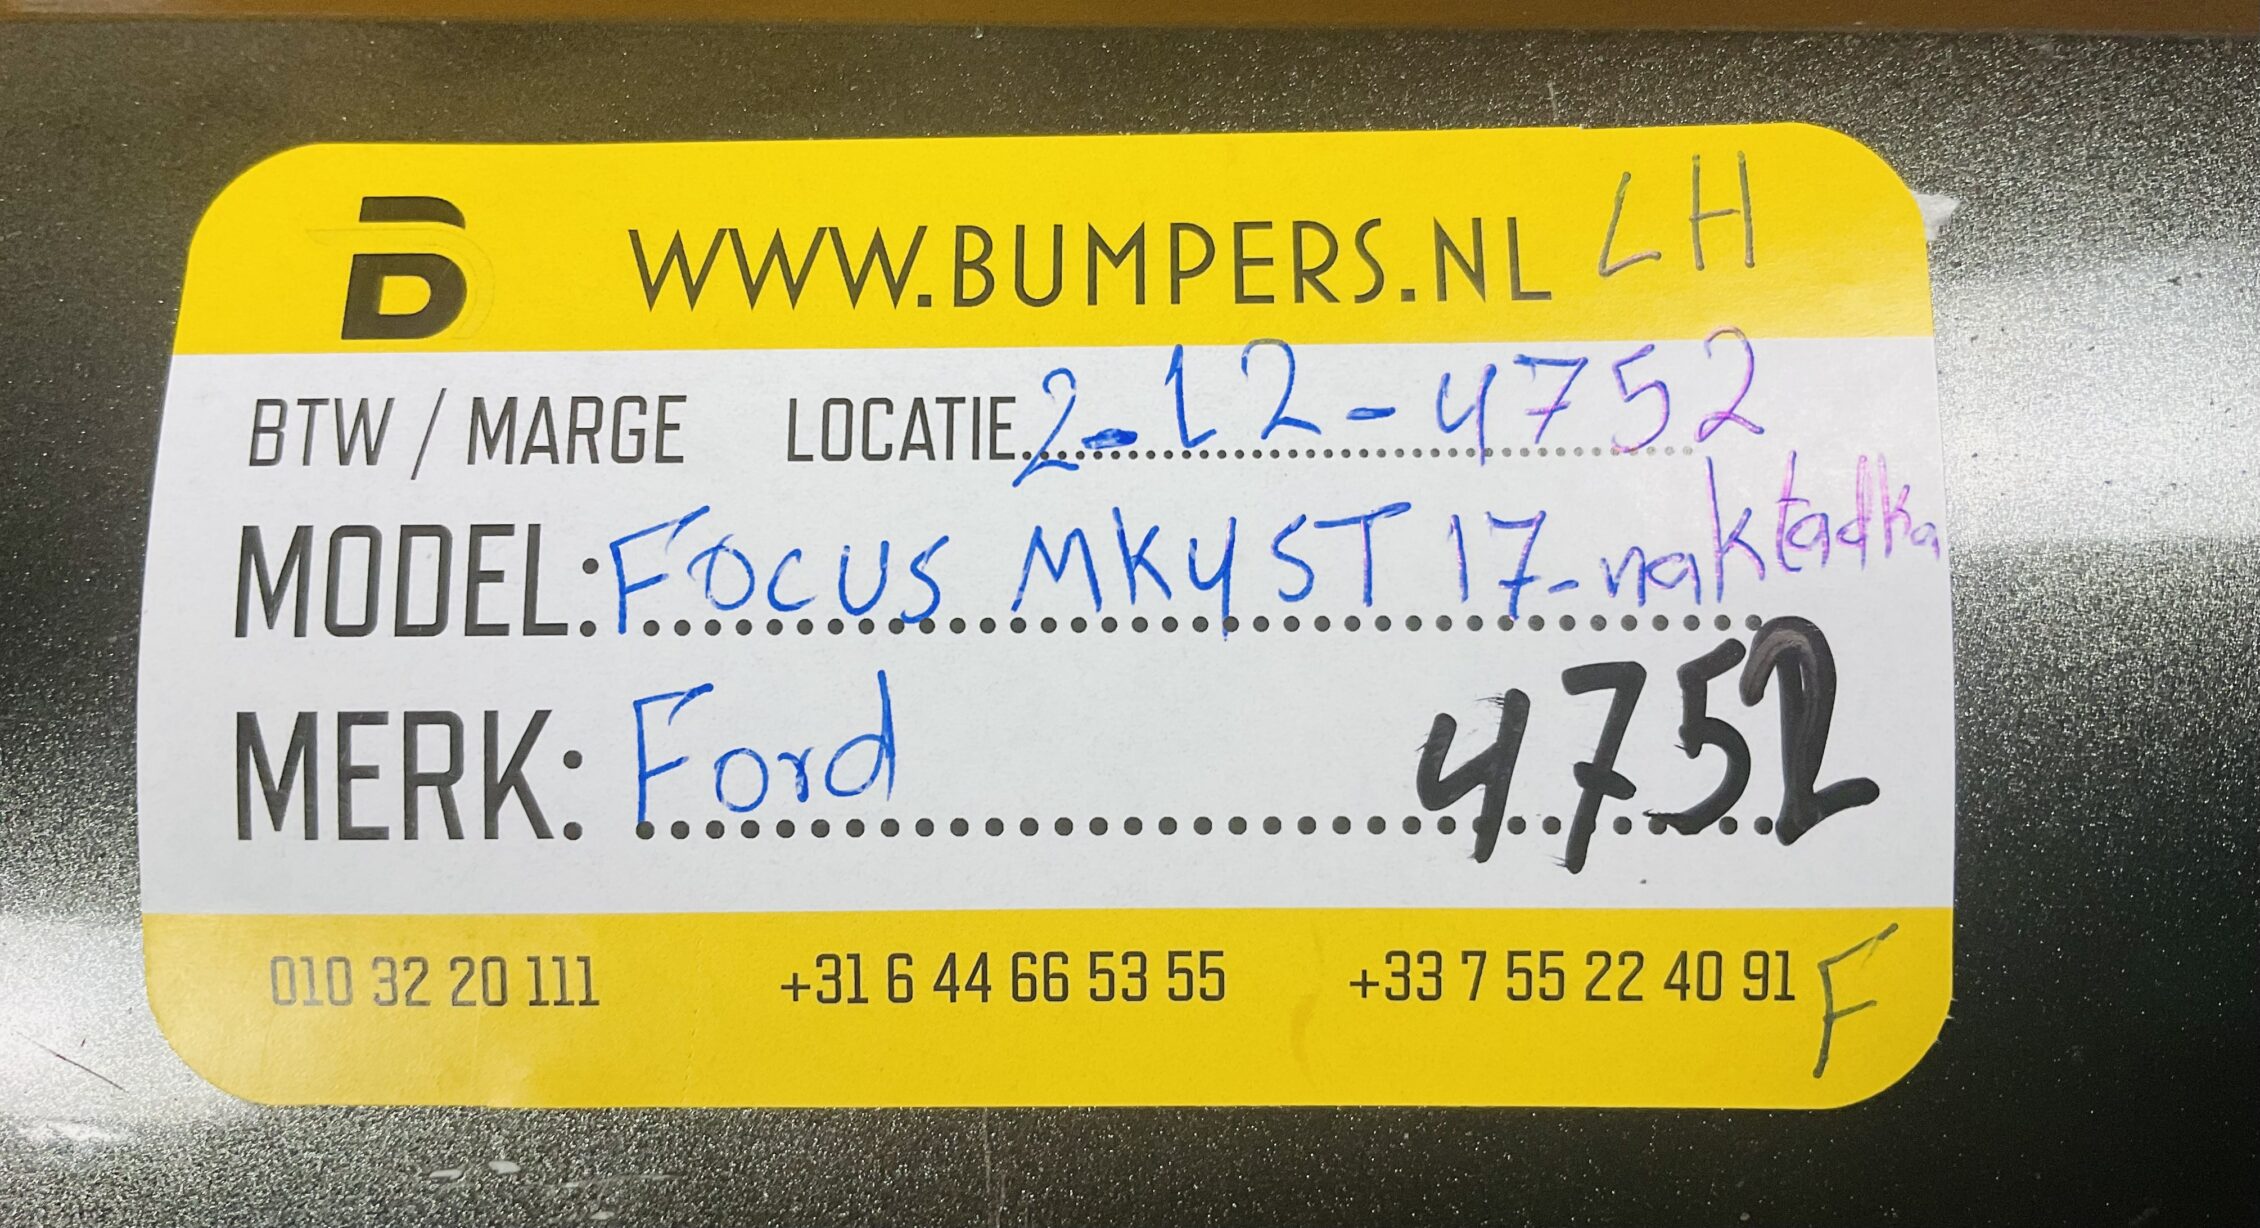 WWW.BUMPERS.NL LH
BTW / MARGE LOCATIE 2-12-4752
MODEL: Focus MK4 ST 17-nakładka
MERK: Ford 4752
010 32 20 111 +31 6 44 66 53 55 +33 7 55 22 40 91 F